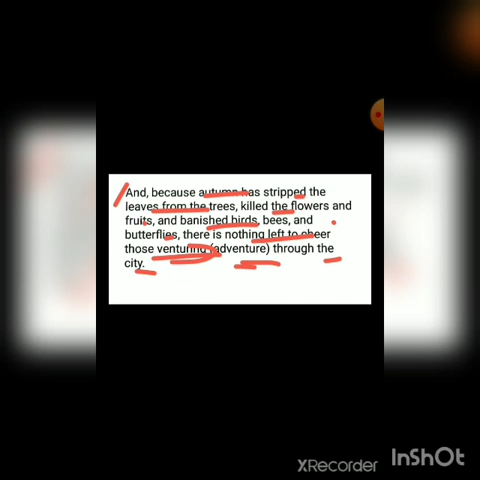 And, because autumn has stripped the
leaves from the trees, killed the flowers and
fruits, and banished birds, bees, and
butterflies, there is nothing left to cheer
those venturing (adventure) through the
city.
XRecorder
InShOt